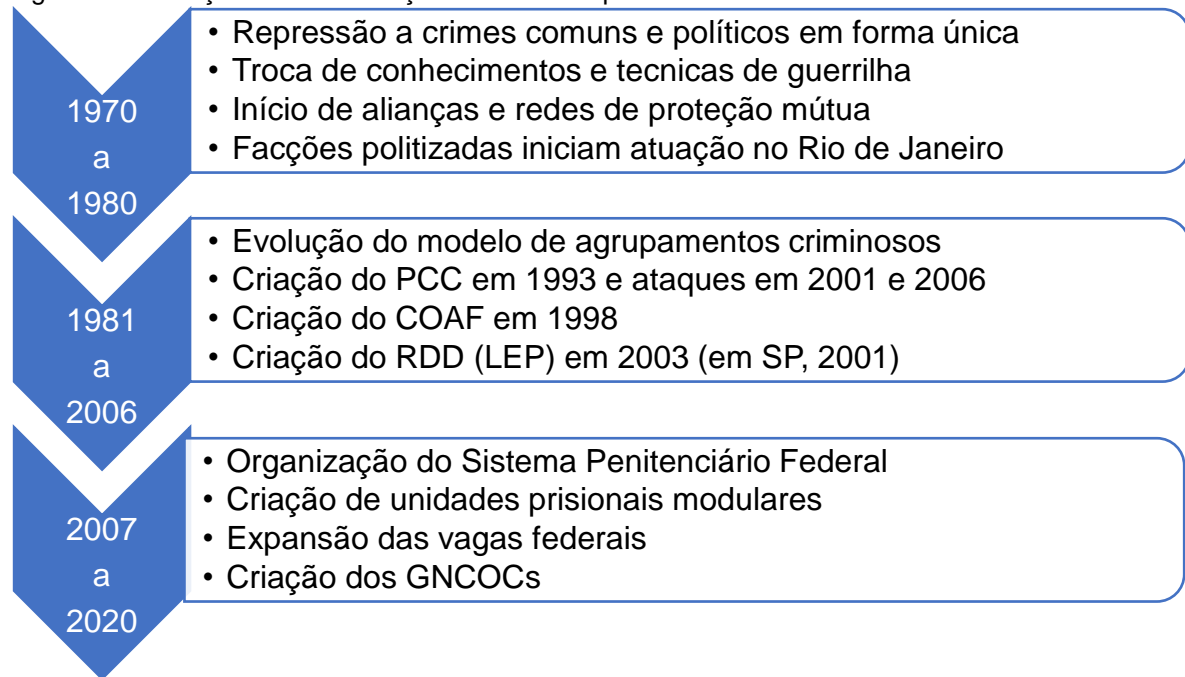 1970
a
1980
• Repressão a crimes comuns e políticos em forma única
• Troca de conhecimentos e tecnicas de guerrilha
• Início de alianças e redes de proteção mútua
• Facções politizadas iniciam atuação no Rio de Janeiro
1981
a
2006
• Evolução do modelo de agrupamentos criminosos
• Criação do PCC em 1993 e ataques em 2001 e 2006
• Criação do COAF em 1998
• Criação do RDD (LEP) em 2003 (em SP, 2001)
2007
a
2020
• Organização do Sistema Penitenciário Federal
• Criação de unidades prisionais modulares
• Expansão das vagas federais
• Criação dos GNCOCs